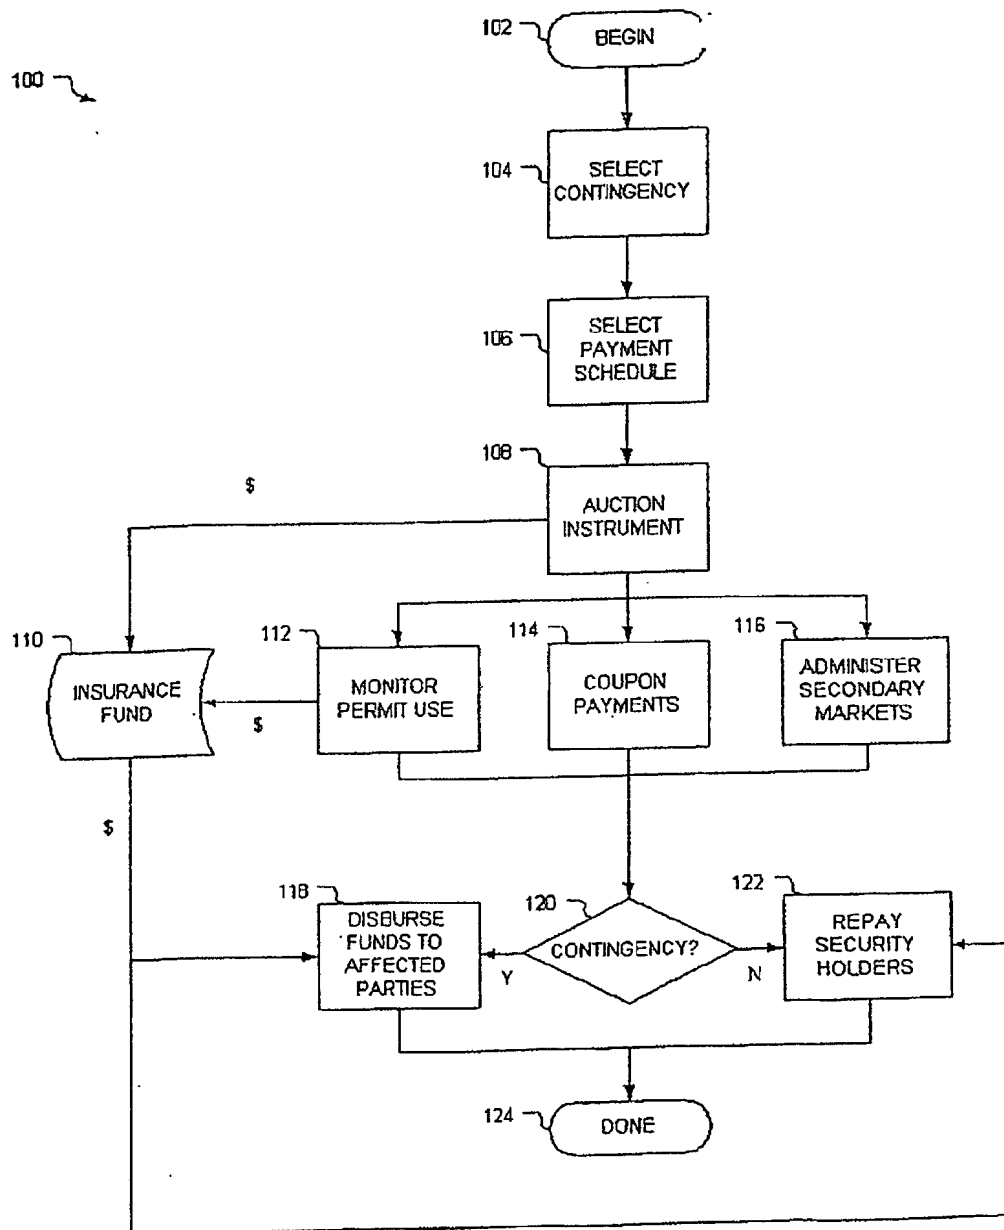 102
BEGIN
100
104
SELECT
CONTINGENCY
106
SELECT
PAYMENT
SCHEDULE
108
$
AUCTION
INSTRUMENT
110
INSURANCE
FUND
112
MONITOR
PERMIT USE
$
114
COUPON
PAYMENTS
116
ADMINISTER
SECONDARY
MARKETS
$
118
DISBURSE
FUNDS TO
AFFECTED
PARTIES
120
CONTINGENCY?
Y
N
122
REPAY
SECURITY
HOLDERS
124
DONE